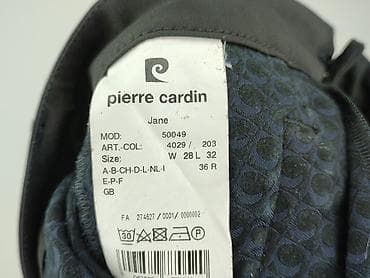 pierre cardin
Jane
MOD: 50049
ART.-COL: 4029 / 203
Size: W 28 L 32
A-B-CH-D-L-NL-I 36 R
E-P-F
GB
FA 274627 / 0001 / 0000002
30 P